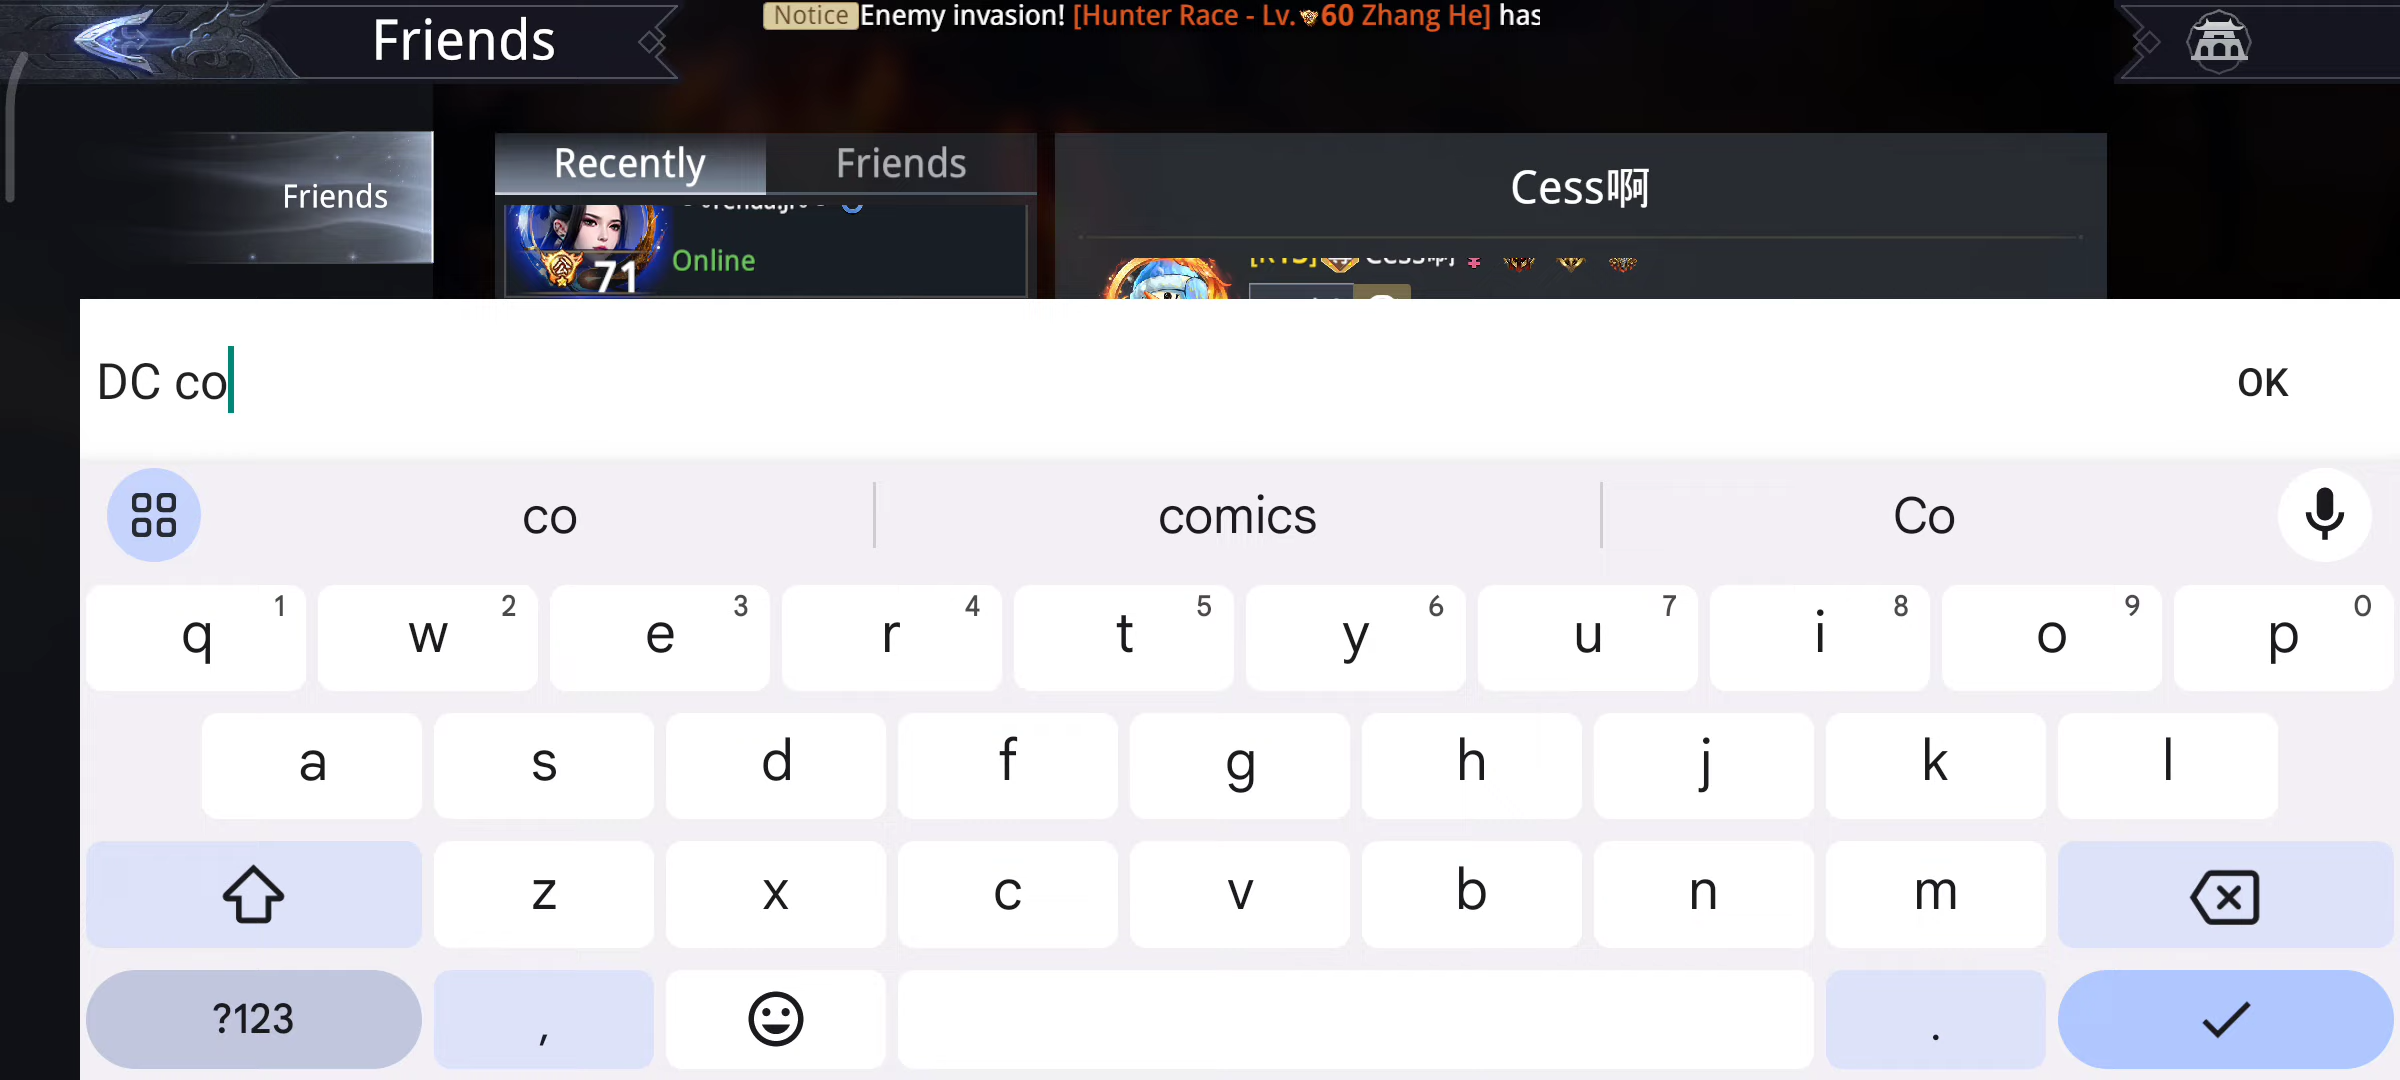 Friends
Notice Enemy invasion! [Hunter Race - Lv. 60 Zhang He] has
Friends
Recently Friends
71 Online
Cess啊
DC co
OK
co comics Co
q 1 w 2 e 3 r 4 t 5 y 6 u 7 i 8 o 9 p 0
a s d f g h j k l
z x c v b n m
?123 , .